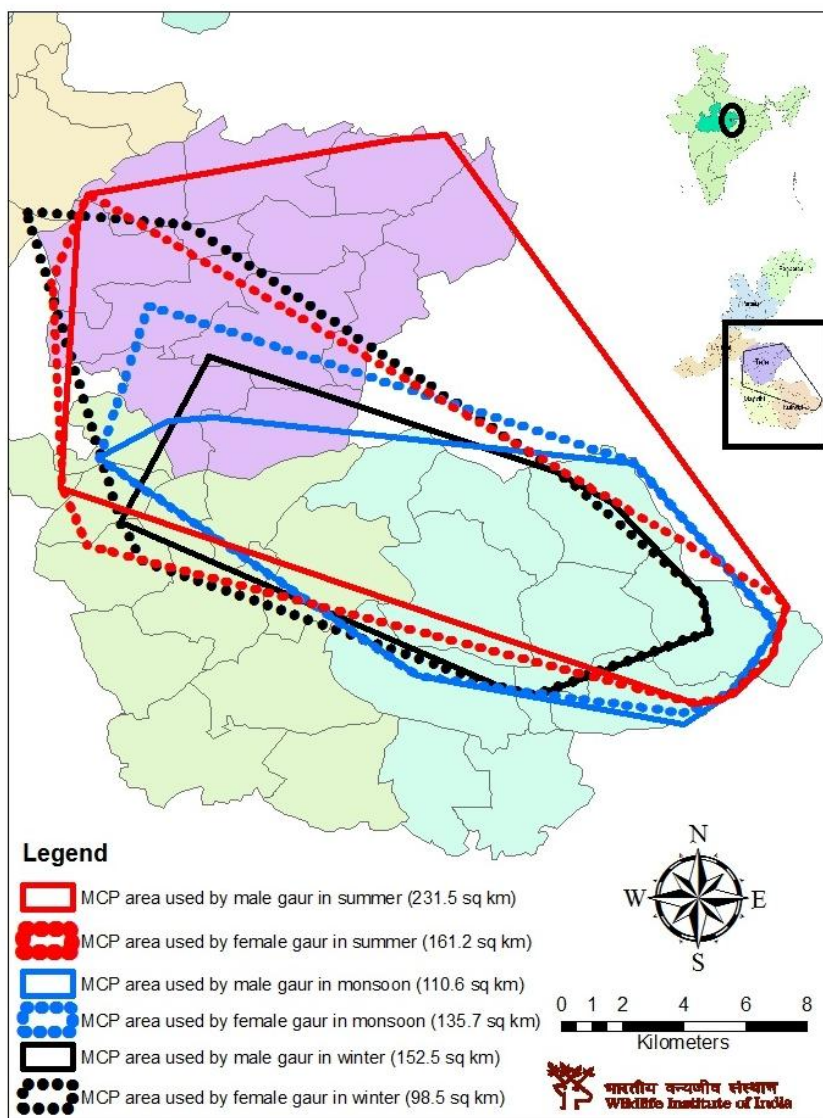 Legend
MCP area used by male gaur in summer (231.5 sq km)
MCP area used by female gaur in summer (161.2 sq km)
MCP area used by male gaur in monsoon (110.6 sq km)
MCP area used by female gaur in monsoon (135.7 sq km)
MCP area used by male gaur in winter (152.5 sq km)
MCP area used by female gaur in winter (98.5 sq km)
N
W E
S
0 1 2 4 6 8
Kilometers
भारतीय वन्यजीव संस्थान
Wildlife Institute of India